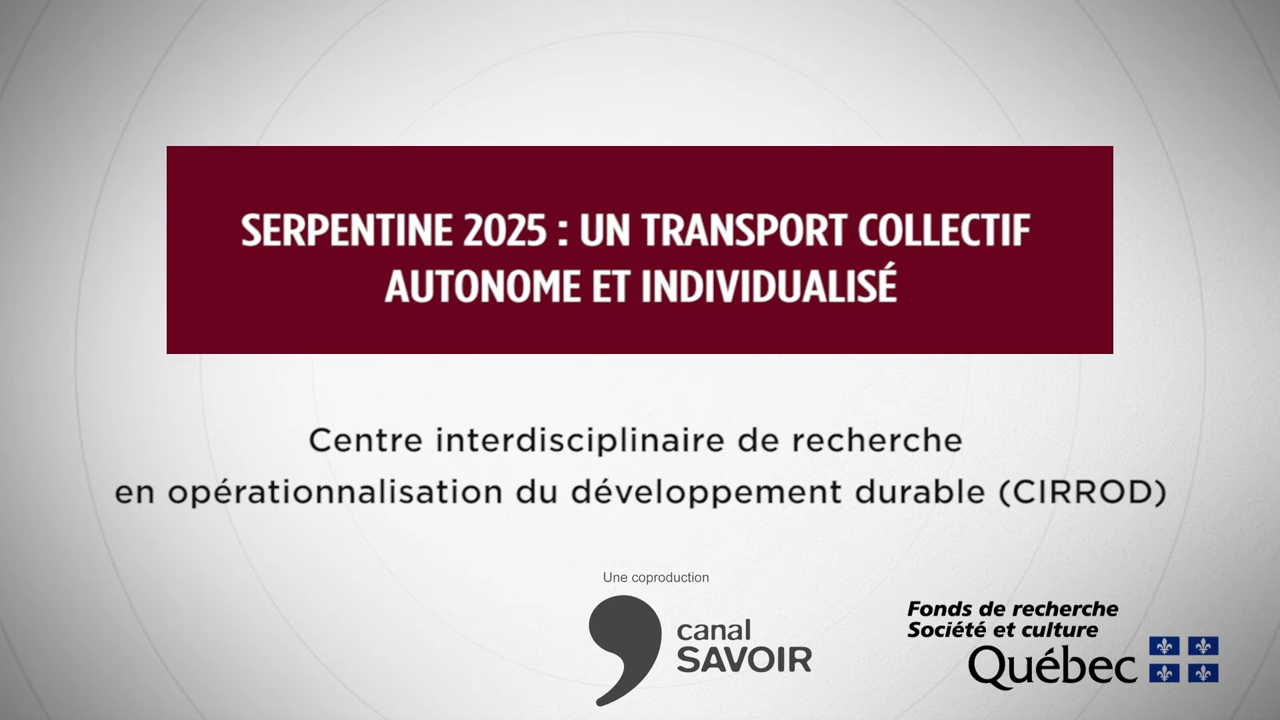 SERPENTINE 2025 : UN TRANSPORT COLLECTIF
AUTONOME ET INDIVIDUALISÉ
Centre interdisciplinaire de recherche
en opérationnalisation du développement durable (CIRROD)
Une coproduction
canal
SAVOIR
Fonds de recherche
Société et culture
Québec